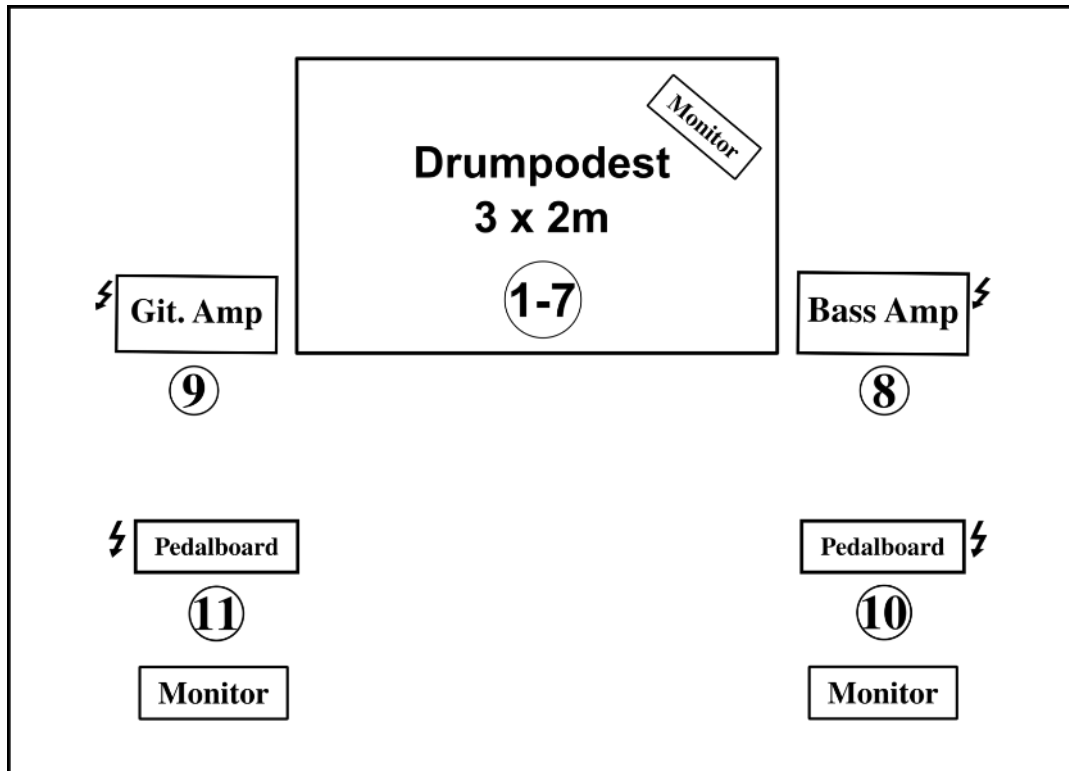 Monitor
Drumpodest
3 x 2m
1-7
Git. Amp
Bass Amp
9
8
Pedalboard
Pedalboard
11
10
Monitor
Monitor